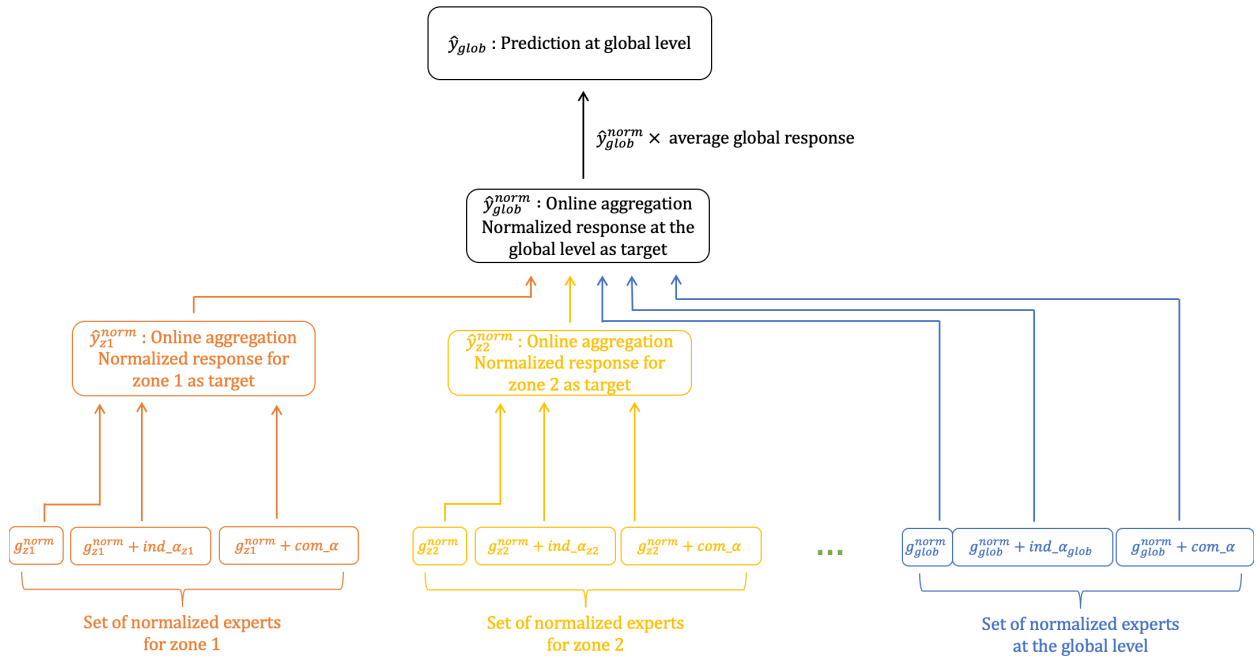 ŷ_glob : Prediction at global level
ŷ_glob^norm × average global response
ŷ_glob^norm : Online aggregation
Normalized response at the
global level as target
ŷ_z1^norm : Online aggregation
Normalized response for
zone 1 as target
ŷ_z2^norm : Online aggregation
Normalized response for
zone 2 as target
g_z1^norm
g_z1^norm + ind_α_z1
g_z1^norm + com_α
g_z2^norm
g_z2^norm + ind_α_z2
g_z2^norm + com_α
...
g_glob^norm
g_glob^norm + ind_α_glob
g_glob^norm + com_α
Set of normalized experts
for zone 1
Set of normalized experts
for zone 2
Set of normalized experts
at the global level